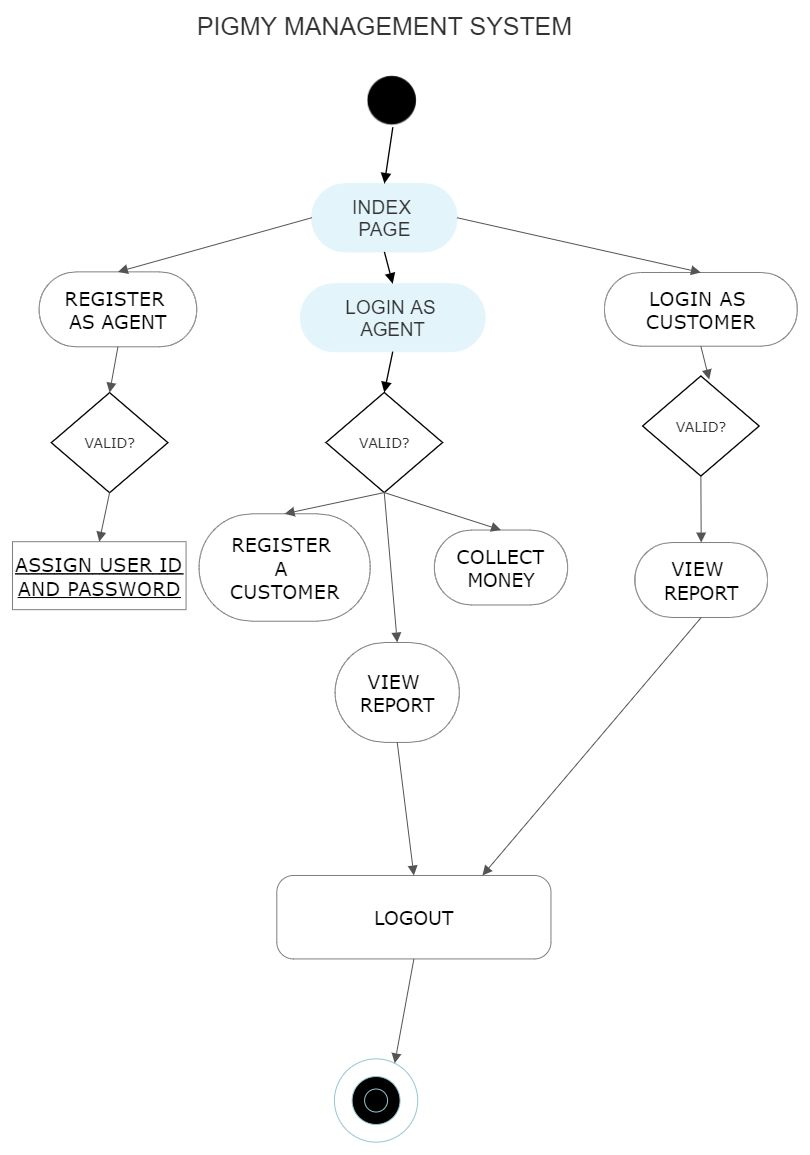 PIGMY MANAGEMENT SYSTEM
INDEX
PAGE
REGISTER
AS AGENT
LOGIN AS
AGENT
LOGIN AS
CUSTOMER
VALID?
VALID?
VALID?
ASSIGN USER ID
AND PASSWORD
REGISTER
A
CUSTOMER
COLLECT
MONEY
VIEW
REPORT
VIEW
REPORT
LOGOUT